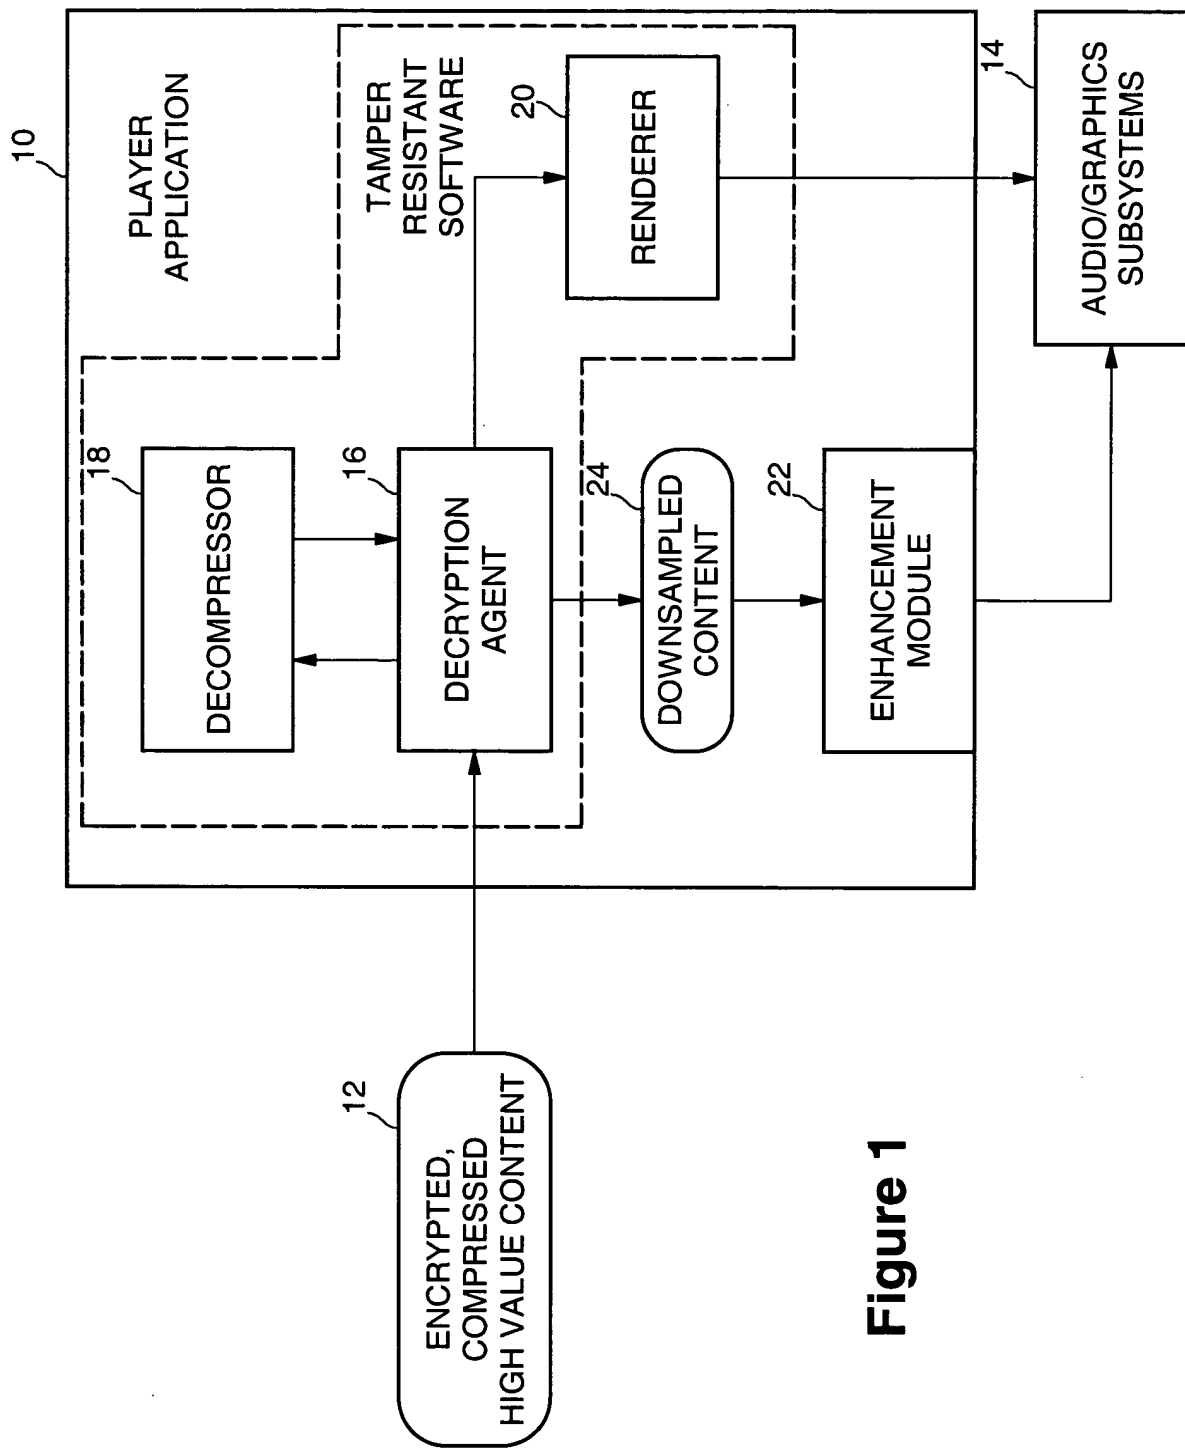 10
PLAYER
APPLICATION
TAMPER
RESISTANT
SOFTWARE
18
DECOMPRESSOR
16
DECRYPTION
AGENT
20
RENDERER
12
ENCRYPTED,
COMPRESSED
HIGH VALUE CONTENT
24
DOWNSAMPLED
CONTENT
22
ENHANCEMENT
MODULE
14
AUDIO/GRAPHICS
SUBSYSTEMS
Figure 1